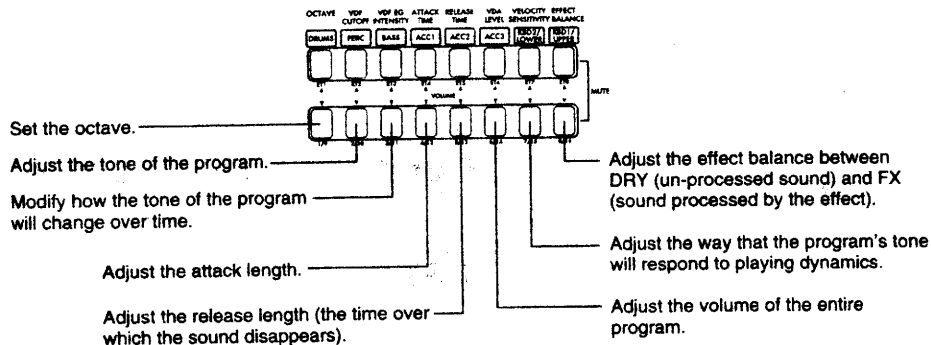 OCTAVE VDF CUTOFF VDF EG INTENSITY ATTACK TIME RELEASE TIME VDA LEVEL VELOCITY SENSITIVITY EFFECT BALANCE
DRUMS PERC BASS ACC1 ACC2 ACC3 KBD2/LOWER KBD1/UPPER
MUTE
VOLUME
Set the octave.
Adjust the tone of the program.
Modify how the tone of the program
will change over time.
Adjust the attack length.
Adjust the release length (the time over
which the sound disappears).
Adjust the effect balance between
DRY (un-processed sound) and FX
(sound processed by the effect).
Adjust the way that the program's tone
will respond to playing dynamics.
Adjust the volume of the entire
program.